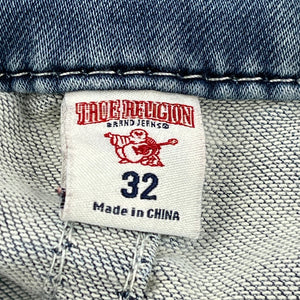 TRUE RELIGION
BRAND JEANS
32
Made in CHINA